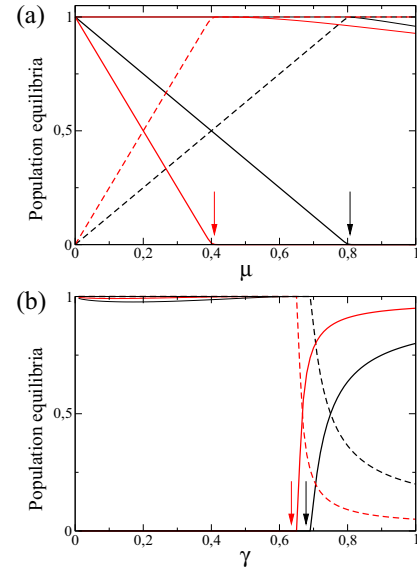 (a)
1
0,5
0
Population equilibria
0 0,2 0,4 0,6 0,8 1
μ
(b)
1
0,5
0
Population equilibria
0 0,2 0,4 0,6 0,8 1
γ